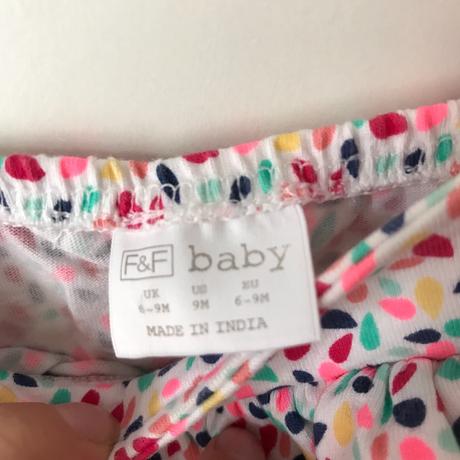 F&F baby
UK US EU
6-9M 9M 6-9M
MADE IN INDIA